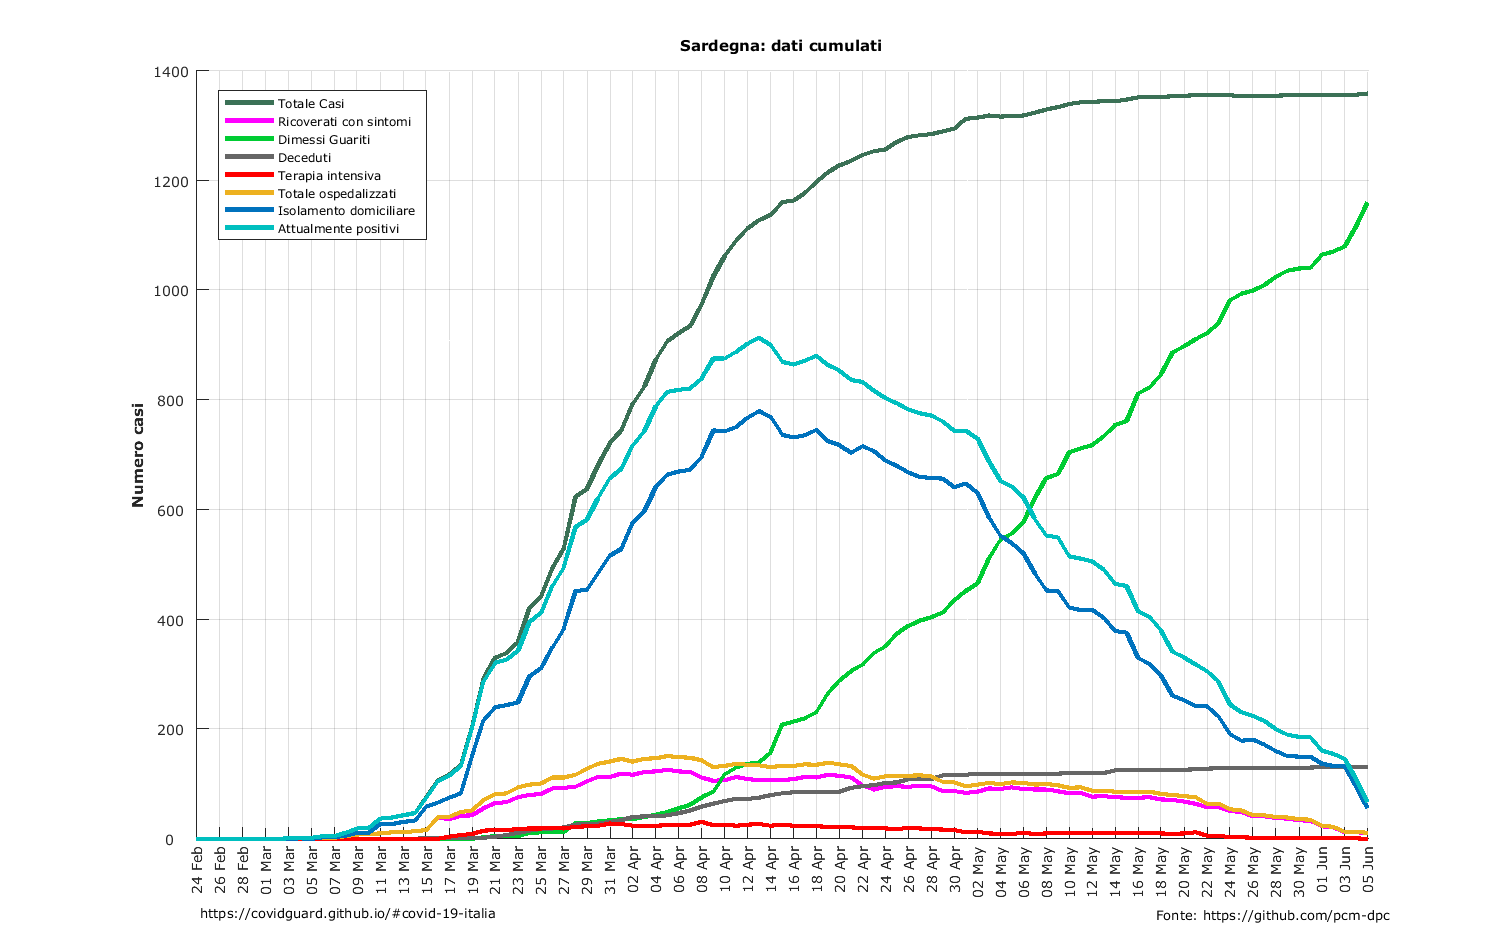 Sardegna: dati cumulati
1400
1200
1000
800
600
400
200
0
Numero casi
Totale Casi
Ricoverati con sintomi
Dimessi Guariti
Deceduti
Terapia intensiva
Totale ospedalizzati
Isolamento domiciliare
Attualmente positivi
24 Feb
26 Feb
28 Feb
01 Mar
03 Mar
05 Mar
07 Mar
09 Mar
11 Mar
13 Mar
15 Mar
17 Mar
19 Mar
21 Mar
23 Mar
25 Mar
27 Mar
29 Mar
31 Mar
02 Apr
04 Apr
06 Apr
08 Apr
10 Apr
12 Apr
14 Apr
16 Apr
18 Apr
20 Apr
22 Apr
24 Apr
26 Apr
28 Apr
30 Apr
02 May
04 May
06 May
08 May
10 May
12 May
14 May
16 May
18 May
20 May
22 May
24 May
26 May
28 May
30 May
01 Jun
03 Jun
05 Jun
https://covidguard.github.io/#covid-19-italia
Fonte: https://github.com/pcm-dpc